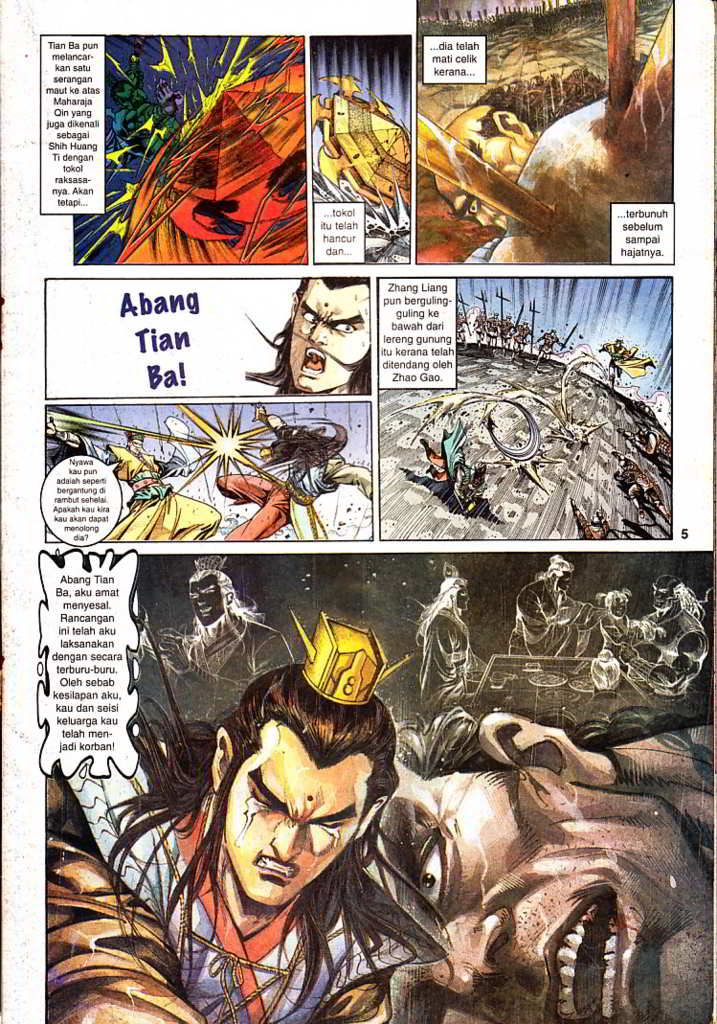 Tian Ba pun
melancar-
kan satu
serangan
maut ke atas
Maharaja
Qin yang
juga dikenali
sebagai
Shih Huang
Ti dengan
tokol
raksasa-
nya. Akan
tetapi...
...tokol
itu telah
hancur
dan...
...dia telah
mati celik
kerana...
...terbunuh
sebelum
sampai
hajatnya.
Abang
Tian
Ba!
Zhang Liang
pun berguling-
guling ke
bawah dari
lereng gunung
itu kerana telah
ditendang oleh
Zhao Gao.
Nyawa
kau pun
adalah seperti
bergantung di
rambut sehelai.
Apakah kau kira
kau akan dapat
menolong
dia?
5
Abang Tian
Ba, aku amat
menyesal.
Rancangan
ini telah aku
laksanakan
dengan secara
terburu-buru.
Oleh sebab
kesilapan aku,
kau dan seisi
keluarga kau
telah men-
jadi korban!